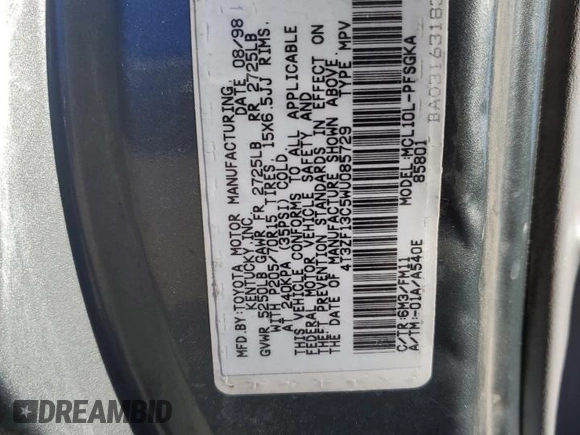 MFD.BY:TOYOTA MOTOR MANUFACTURING,
KENTUCKY,INC. DATE 08/98
GVWR 5250LB GAWR FR 2725LB RR 2725LB
WITH P205/70R15 TIRES, 15X6.5JJ RIMS,
AT 240KPA (35PSI) COLD.
THIS VEHICLE CONFORMS TO ALL APPLICABLE
FEDERAL MOTOR VEHICLE SAFETY AND
THEFT PREVENTION STANDARDS IN EFFECT ON
THE DATE OF MANUFACTURE SHOWN ABOVE.
4T3ZF13C5WU085729 TYPE MPV
C/TR:6M3/FM11 MODEL:MCL10L-PFSGKA
A/TM:-01A/A540E 85801
BA0316318
DREAMBID